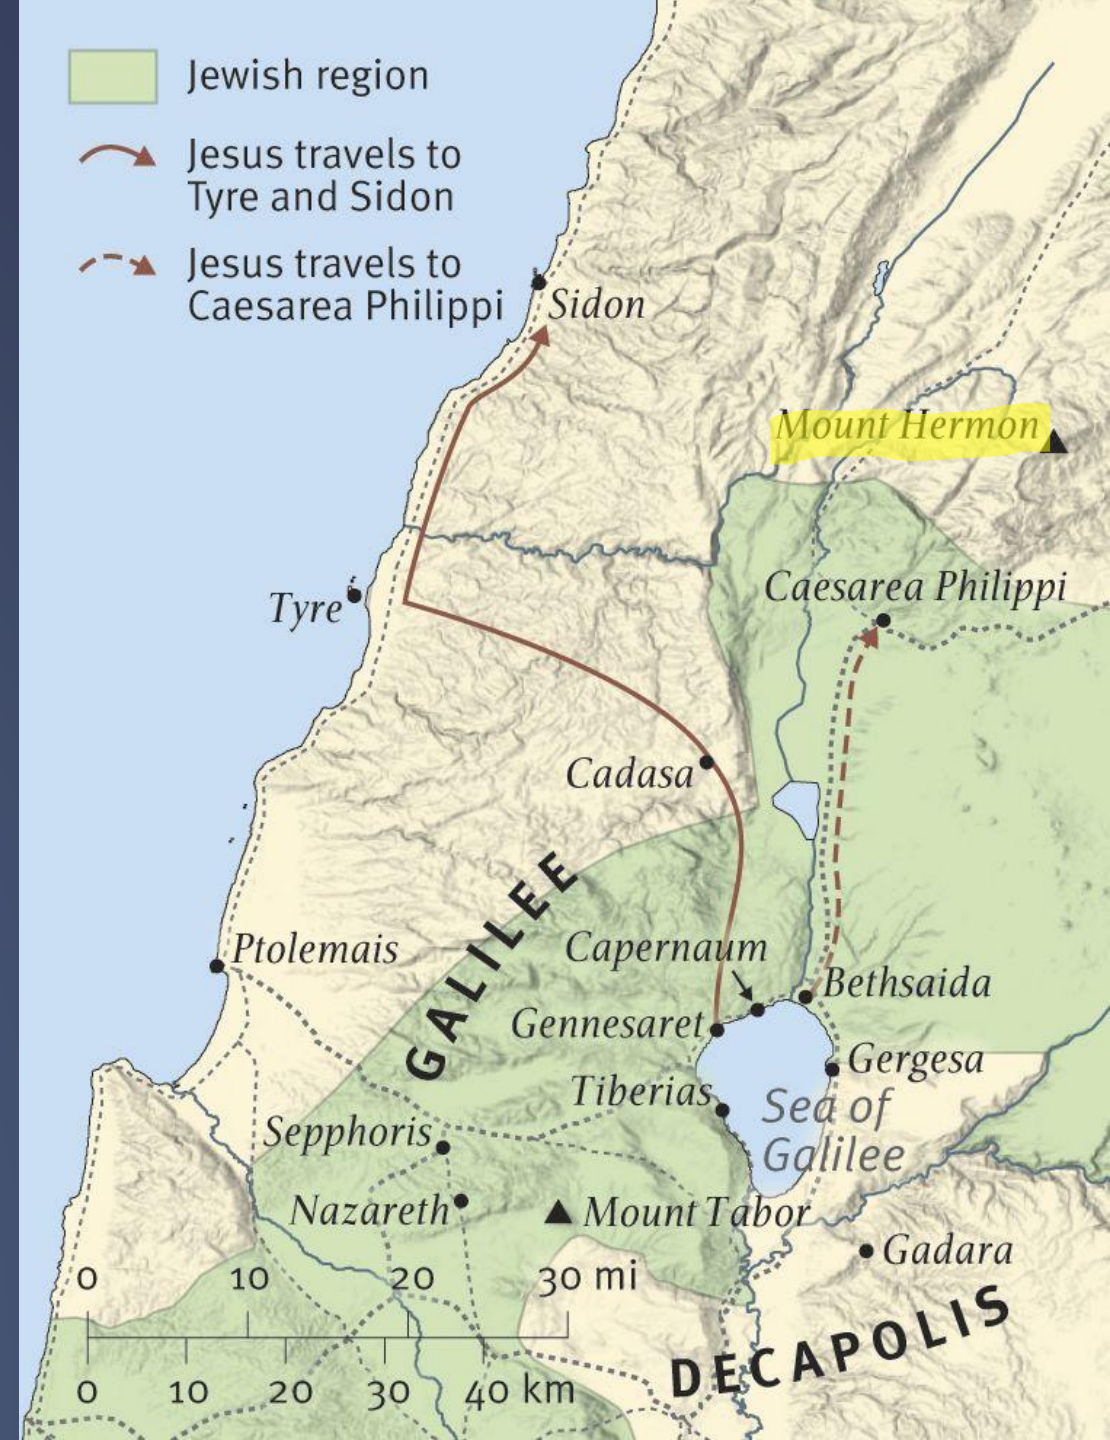 Jewish region
Jesus travels to
Tyre and Sidon
Jesus travels to
Caesarea Philippi
Sidon
Mount Hermon
Caesarea Philippi
Tyre
Cadasa
GALILEE
Capernaum
Ptolemais
Bethsaida
Gennesaret
Gergesa
Tiberias
Sea of
Galilee
Sepphoris
Nazareth
Mount Tabor
Gadara
0 10 20 30 mi
DECAPOLIS
0 10 20 30 40 km